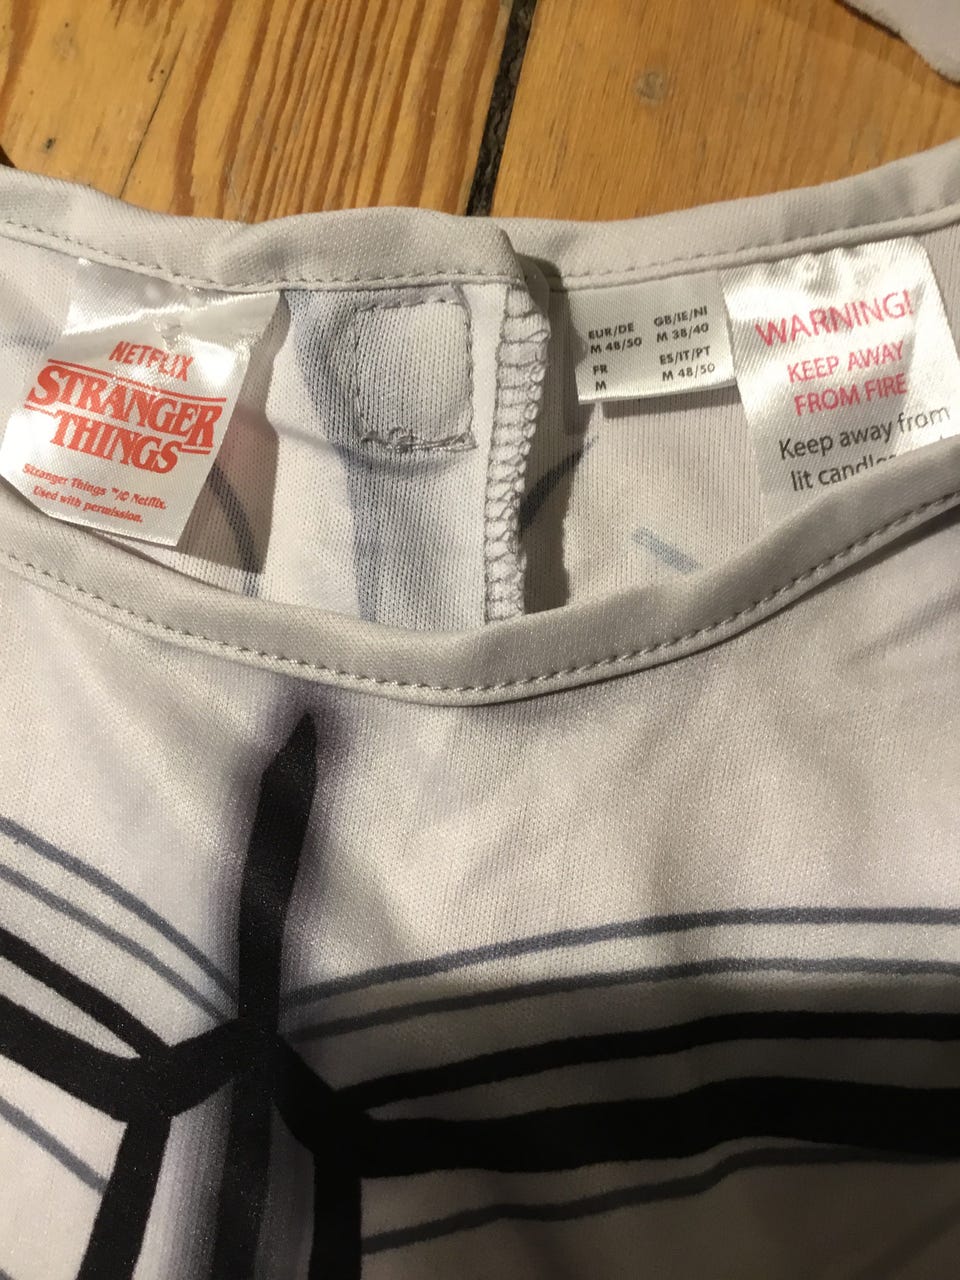 NETFLIX
STRANGER
THINGS
Stranger Things ™/© Netflix.
Used with permission.
EUR/DE
M 48/50
FR
M
GB/IE/NI
M 38/40
ES/IT/PT
M 48/50
WARNING!
KEEP AWAY
FROM FIRE
Keep away from
lit